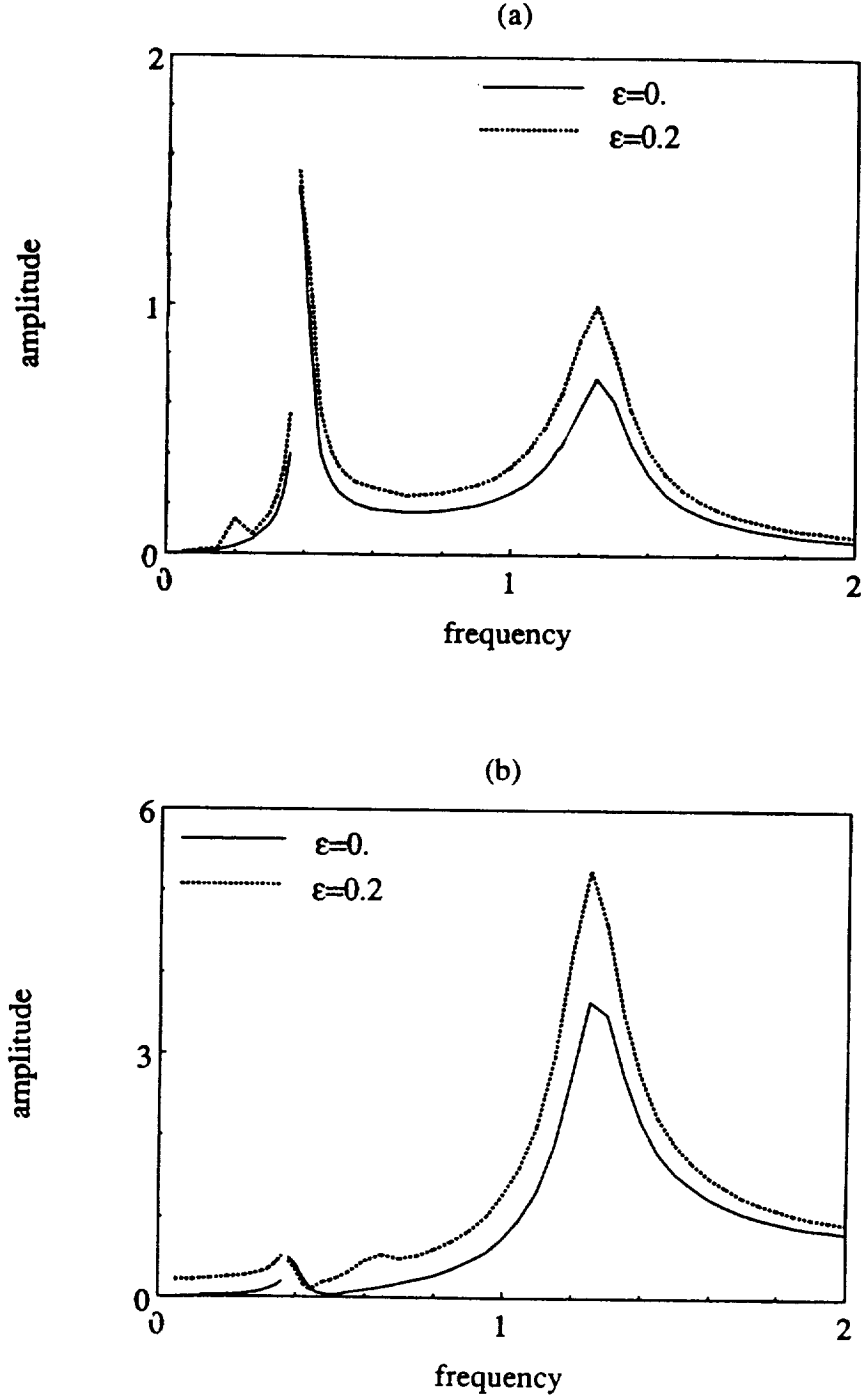 (a)
2
ε=0.
ε=0.2
amplitude
1
0
0 1 2
frequency
(b)
6
ε=0.
ε=0.2
amplitude
3
0
0 1 2
frequency